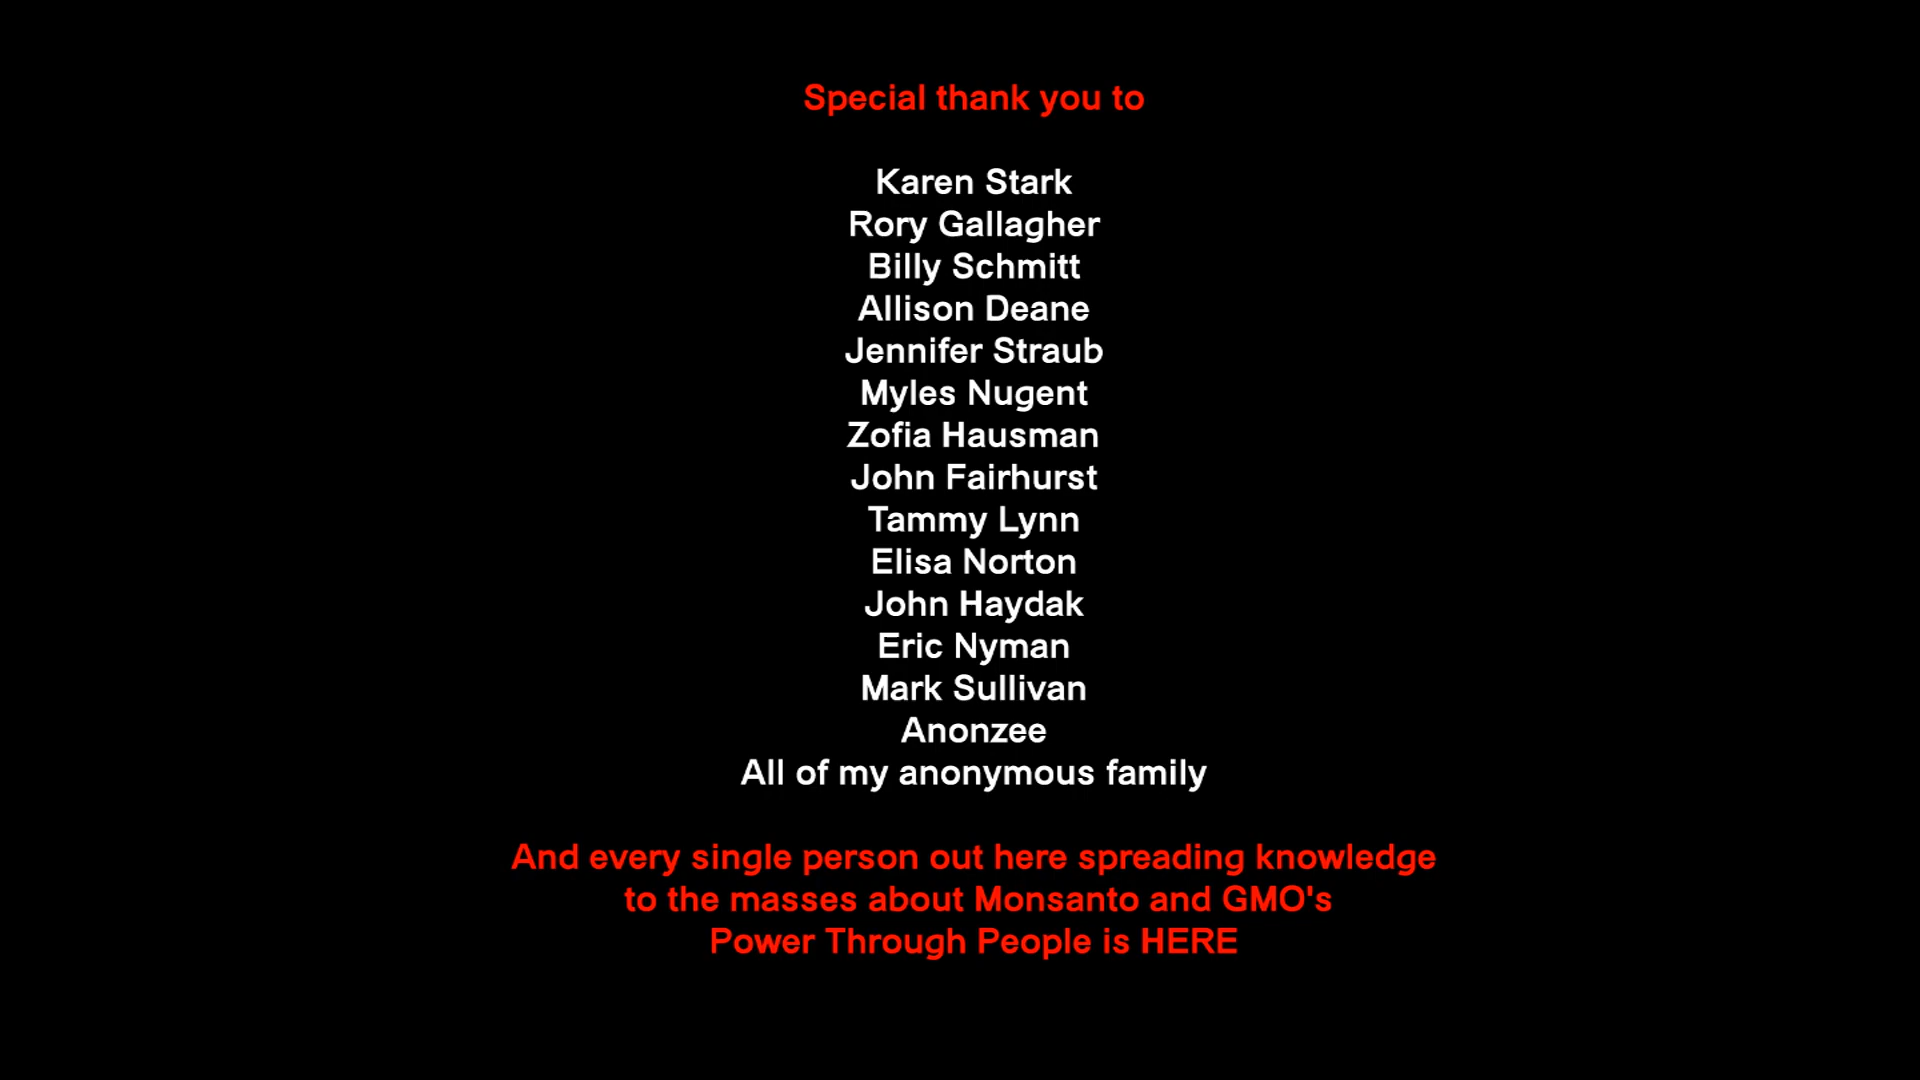 Special thank you to
Karen Stark
Rory Gallagher
Billy Schmitt
Allison Deane
Jennifer Straub
Myles Nugent
Zofia Hausman
John Fairhurst
Tammy Lynn
Elisa Norton
John Haydak
Eric Nyman
Mark Sullivan
Anonzee
All of my anonymous family
And every single person out here spreading knowledge
to the masses about Monsanto and GMO's
Power Through People is HERE